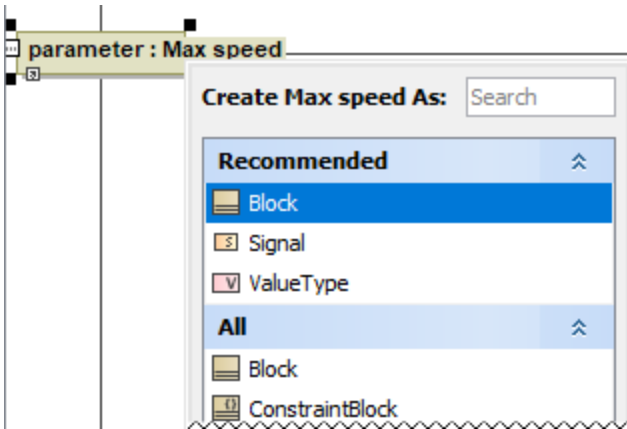 parameter : Max speed
Create Max speed As: Search
Recommended
Block
S Signal
V ValueType
All
Block
{} ConstraintBlock